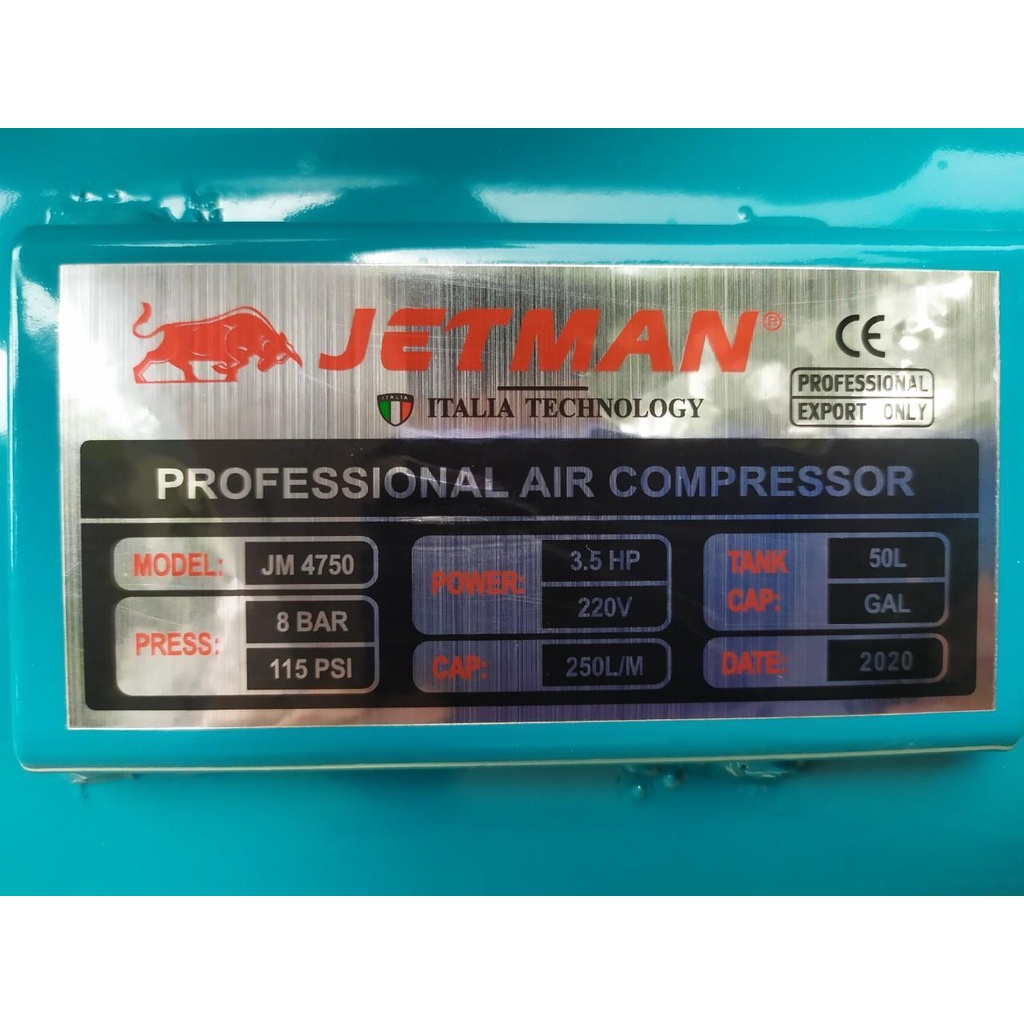 JETMAN®
ITALIA
ITALIA TECHNOLOGY
CE
PROFESSIONAL
EXPORT ONLY
PROFESSIONAL AIR COMPRESSOR
MODEL: JM 4750
PRESS: 8 BAR
115 PSI
POWER: 3.5 HP
220V
CAP: 250L/M
TANK CAP: 50L
GAL
DATE: 2020